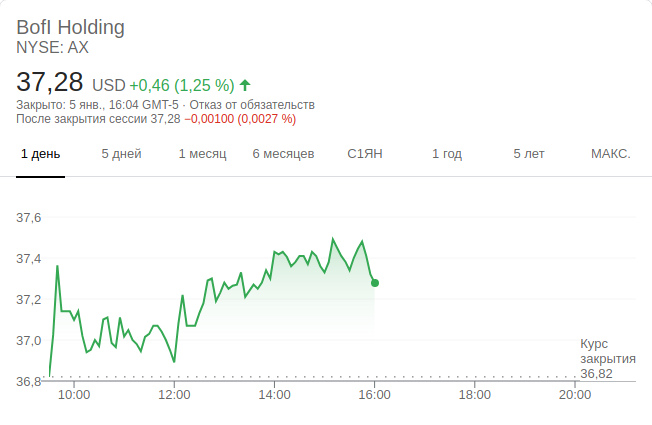 BofI Holding
NYSE: AX
37,28 USD +0,46 (1,25 %)
Закрыто: 5 янв., 16:04 GMT-5 · Отказ от обязательств
После закрытия сессии 37,28 −0,00100 (0,0027 %)
1 день 5 дней 1 месяц 6 месяцев С1ЯН 1 год 5 лет МАКС.
37,6
37,4
37,2
37,0
Курс
закрытия
36,82
36,8
10:00 12:00 14:00 16:00 18:00 20:00